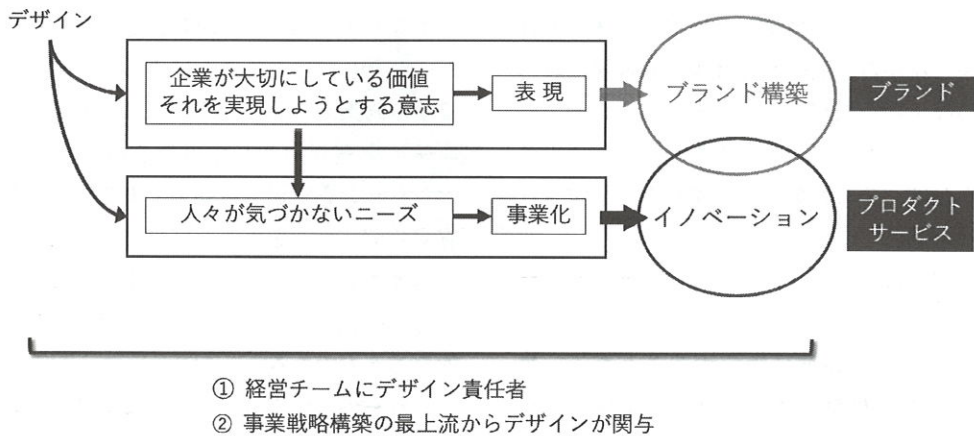 デザイン
企業が大切にしている価値
それを実現しようとする意志
表 現
ブランド構築
ブランド
人々が気づかないニーズ
事業化
イノベーション
プロダクト
サービス
① 経営チームにデザイン責任者
② 事業戦略構築の最上流からデザインが関与